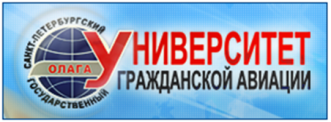 САНКТ-ПЕТЕРБУРГСКИЙ
ОЛАГА
ГОСУДАРСТВЕННЫЙ
УНИВЕРСИТЕТ
ГРАЖДАНСКОЙ АВИАЦИИ